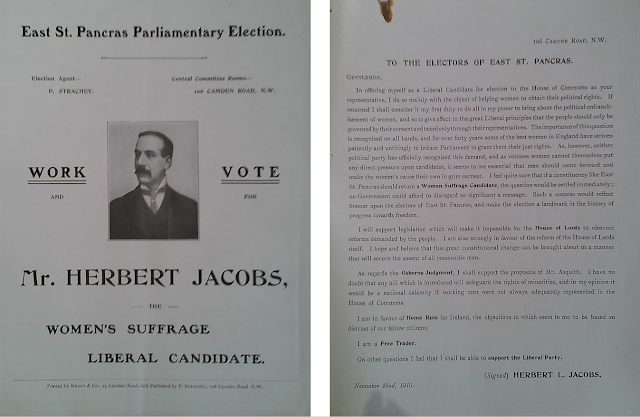 East St. Pancras Parliamentary Election.
Election Agent—
P. STRACHEY.
Central Committee Rooms—
106 CAMDEN ROAD, N.W.
WORK
AND
VOTE
FOR
Mr. HERBERT JACOBS,
— THE —
WOMEN'S SUFFRAGE
LIBERAL CANDIDATE.
Printed by & Co., Camden Road, and Published by P. STRACHEY, 106 Camden Road N.W.
106 CAMDEN ROAD, N.W.
TO THE ELECTORS OF EAST ST. PANCRAS.
GENTLEMEN,
In offering myself as a Liberal Candidate for election to the House of Commons as your
representative, I do so mainly with the object of helping women to obtain their political rights. If
returned I shall consider it my first duty to do all in my power to bring about the political enfranch-
isement of women, and so to give effect to the great Liberal principles that the people should only be
governed by their consent and taxed only through their representatives. The importance of this question
is recognised on all hands, and for over forty years some of the best women in England have striven
patiently and untiringly to induce Parliament to grant them their just rights. As, however, neither
political party has officially recognised this demand, and as voteless women cannot themselves put
any direct pressure upon candidates, it seems to me essential that men should come forward and
make the women's cause their own in grim earnest. I feel quite sure that if a constituency like East
St. Pancras should return a Woman Suffrage Candidate, the question would be settled immediately;
no Government could afford to disregard so significant a message. Such a success would reflect
honour upon the electors of East St. Pancras, and make the election a landmark in the history of
progress towards freedom.
I will support legislation which will make it impossible for the House of Lords to obstruct
reforms demanded by the people. I am also strongly in favour of the reform of the House of Lords
itself. I hope and believe that this great constitutional change can be brought about in a manner
that will secure the assent of all reasonable men.
As regards the Osborne Judgment, I shall support the proposals of Mr. Asquith. I have no
doubt that any bill which is introduced will safeguard the rights of minorities, and in my opinion it
would be a national calamity if working men were not always adequately represented in the
House of Commons.
I am in favour of Home Rule for Ireland, the objections to which seem to me to be based on
distrust of our fellow citizens.
I am a Free Trader.
On other questions I feel that I shall be able to support the Liberal Party.
(Signed) HERBERT L. JACOBS.
November 22nd, 1910.